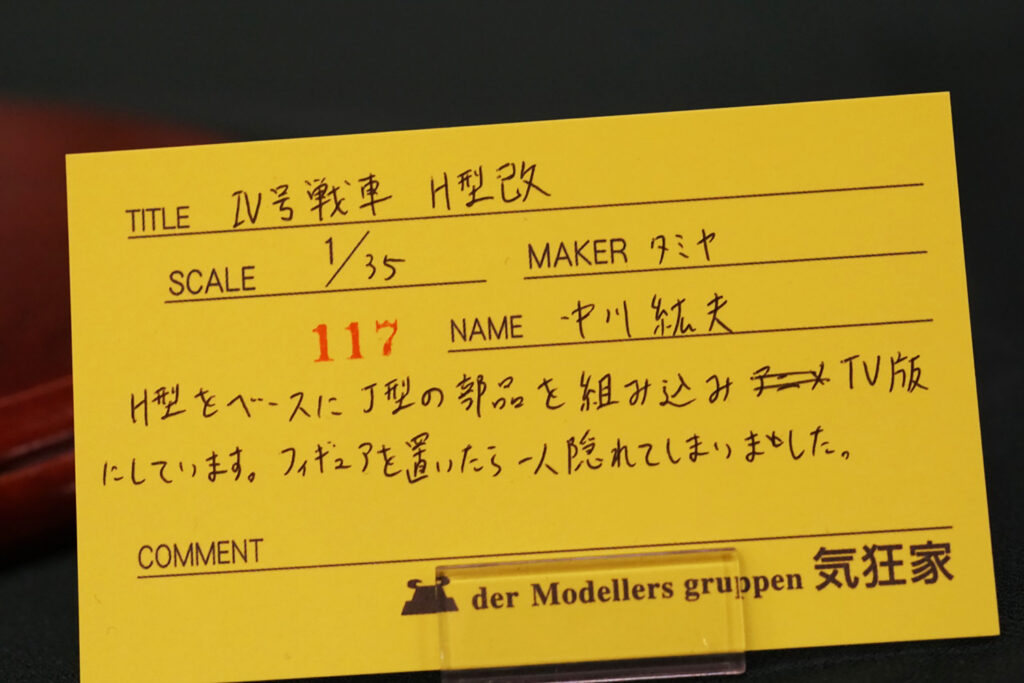 TITLE IV号戦車 H型改
SCALE 1/35 MAKER タミヤ
117 NAME 中川 紘夫
H型をベースにJ型の部品を組み込み TV版
にしています。フィギュアを置いたら一人隠れてしまいました。
COMMENT
der Modellers gruppen 気狂家